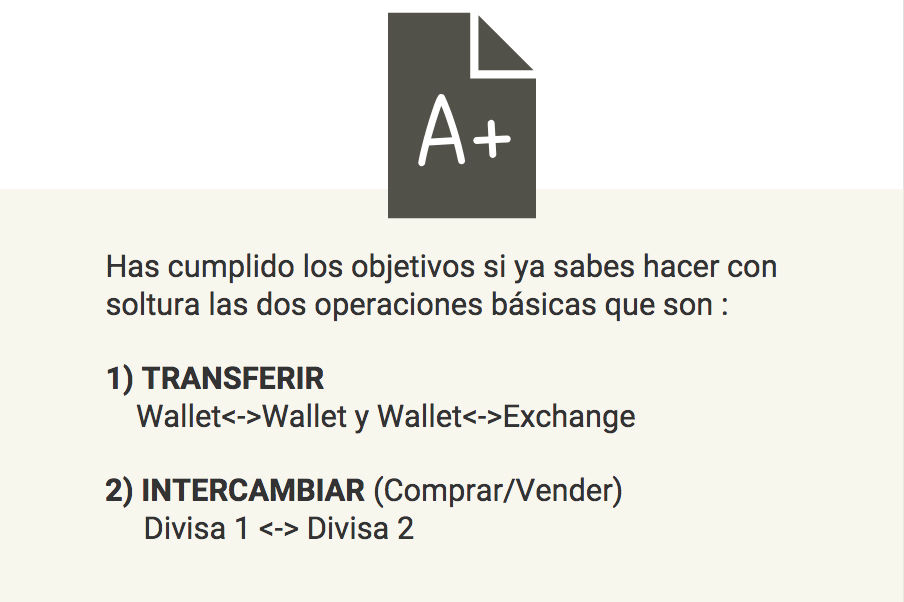 A+
Has cumplido los objetivos si ya sabes hacer con
soltura las dos operaciones básicas que son :
1) TRANSFERIR
Wallet<->Wallet y Wallet<->Exchange
2) INTERCAMBIAR (Comprar/Vender)
Divisa 1 <-> Divisa 2